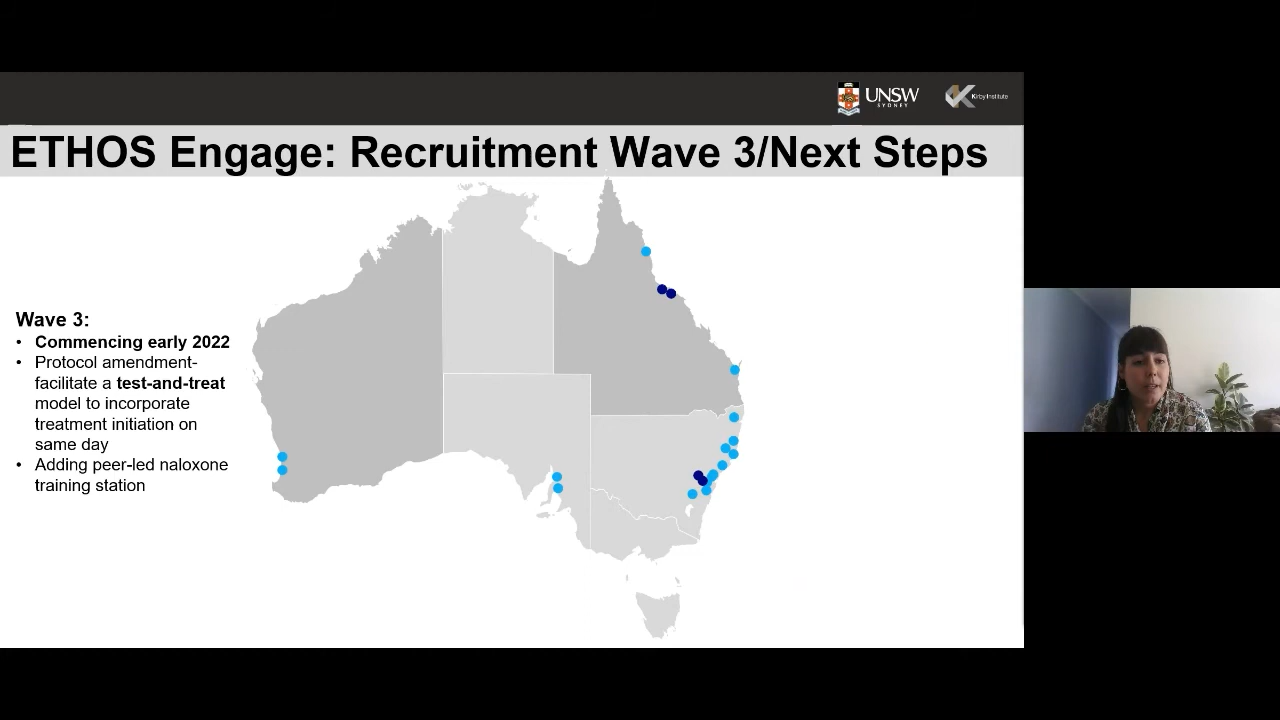 UNSW
SYDNEY
Kirby Institute
ETHOS Engage: Recruitment Wave 3/Next Steps
Wave 3:
• Commencing early 2022
• Protocol amendment-
facilitate a test-and-treat
model to incorporate
treatment initiation on
same day
• Adding peer-led naloxone
training station